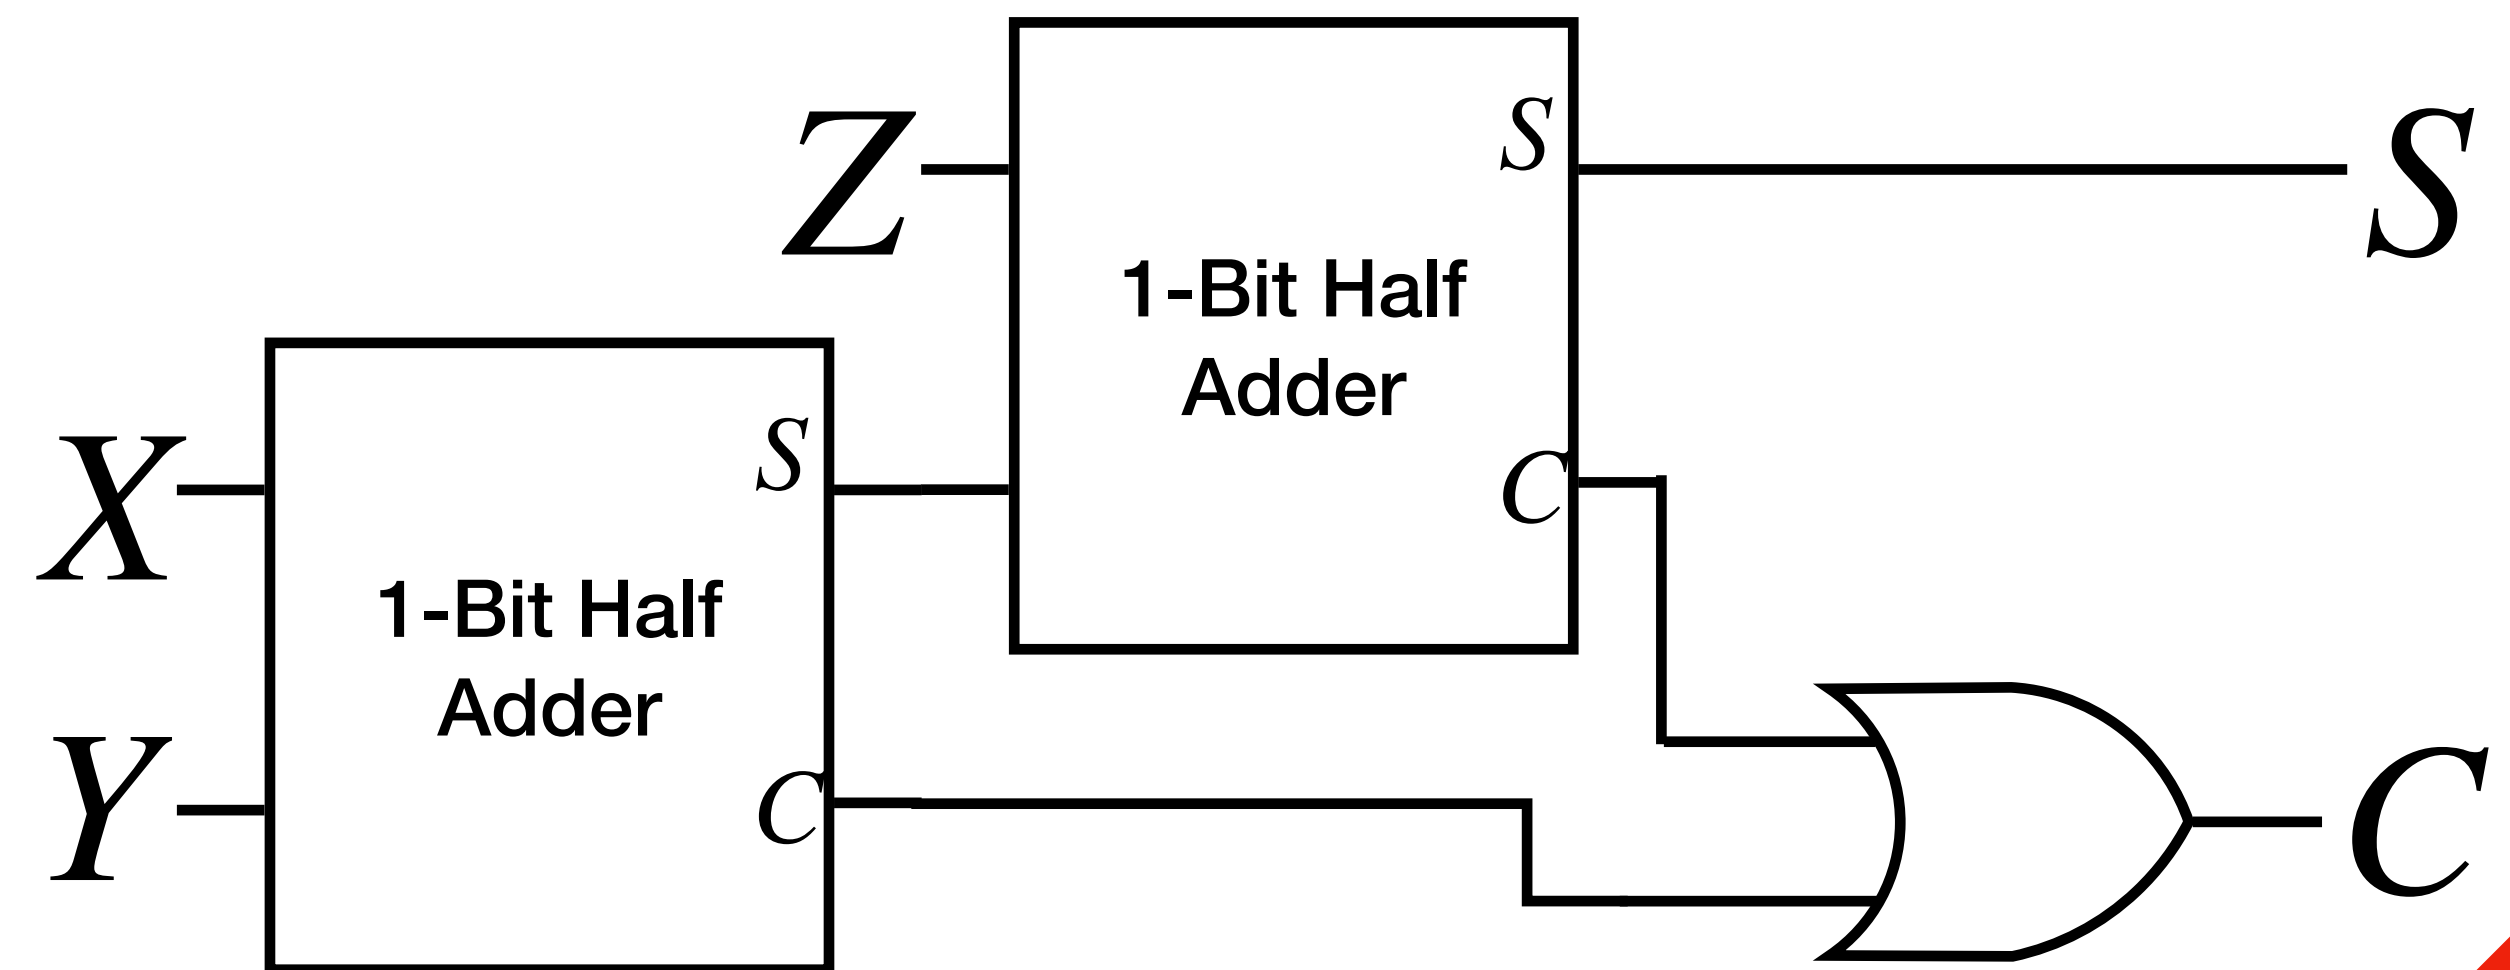 Z
S
S
1-Bit Half
Adder
C
X
S
1-Bit Half
Adder
Y
C
C